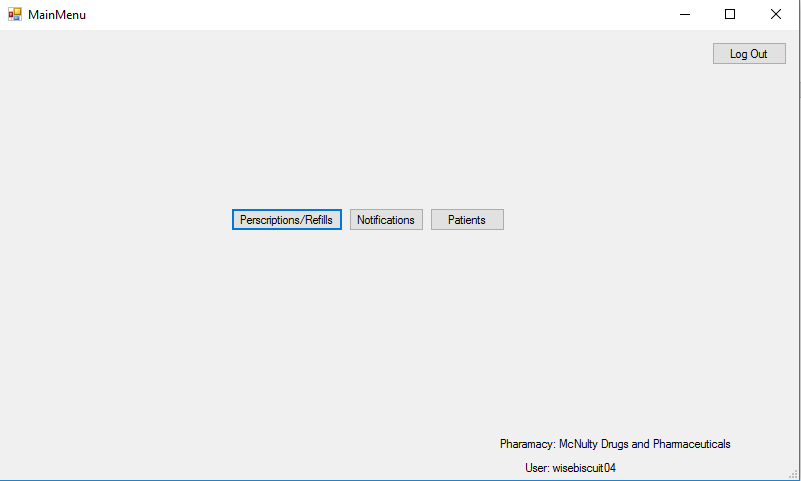 MainMenu
Log Out
Perscriptions/Refills Notifications Patients
Pharamacy: McNulty Drugs and Pharmaceuticals
User: wisebiscuit04